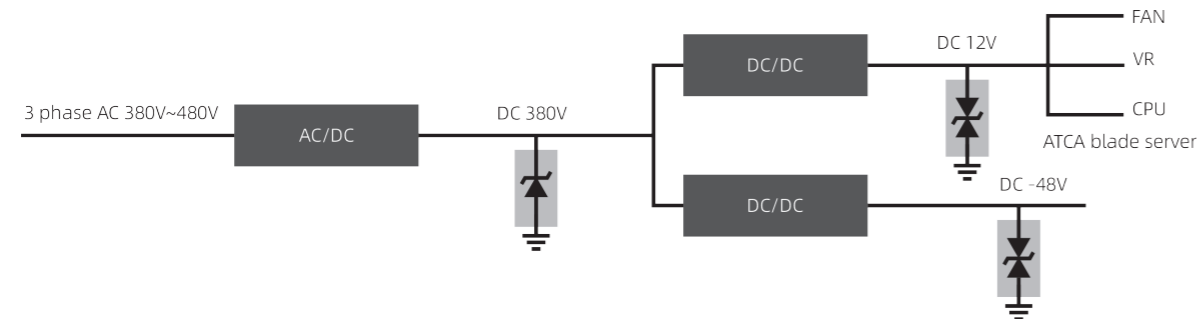 FAN
DC 12V
DC/DC
VR
3 phase AC 380V~480V
DC 380V
CPU
AC/DC
ATCA blade server
DC -48V
DC/DC